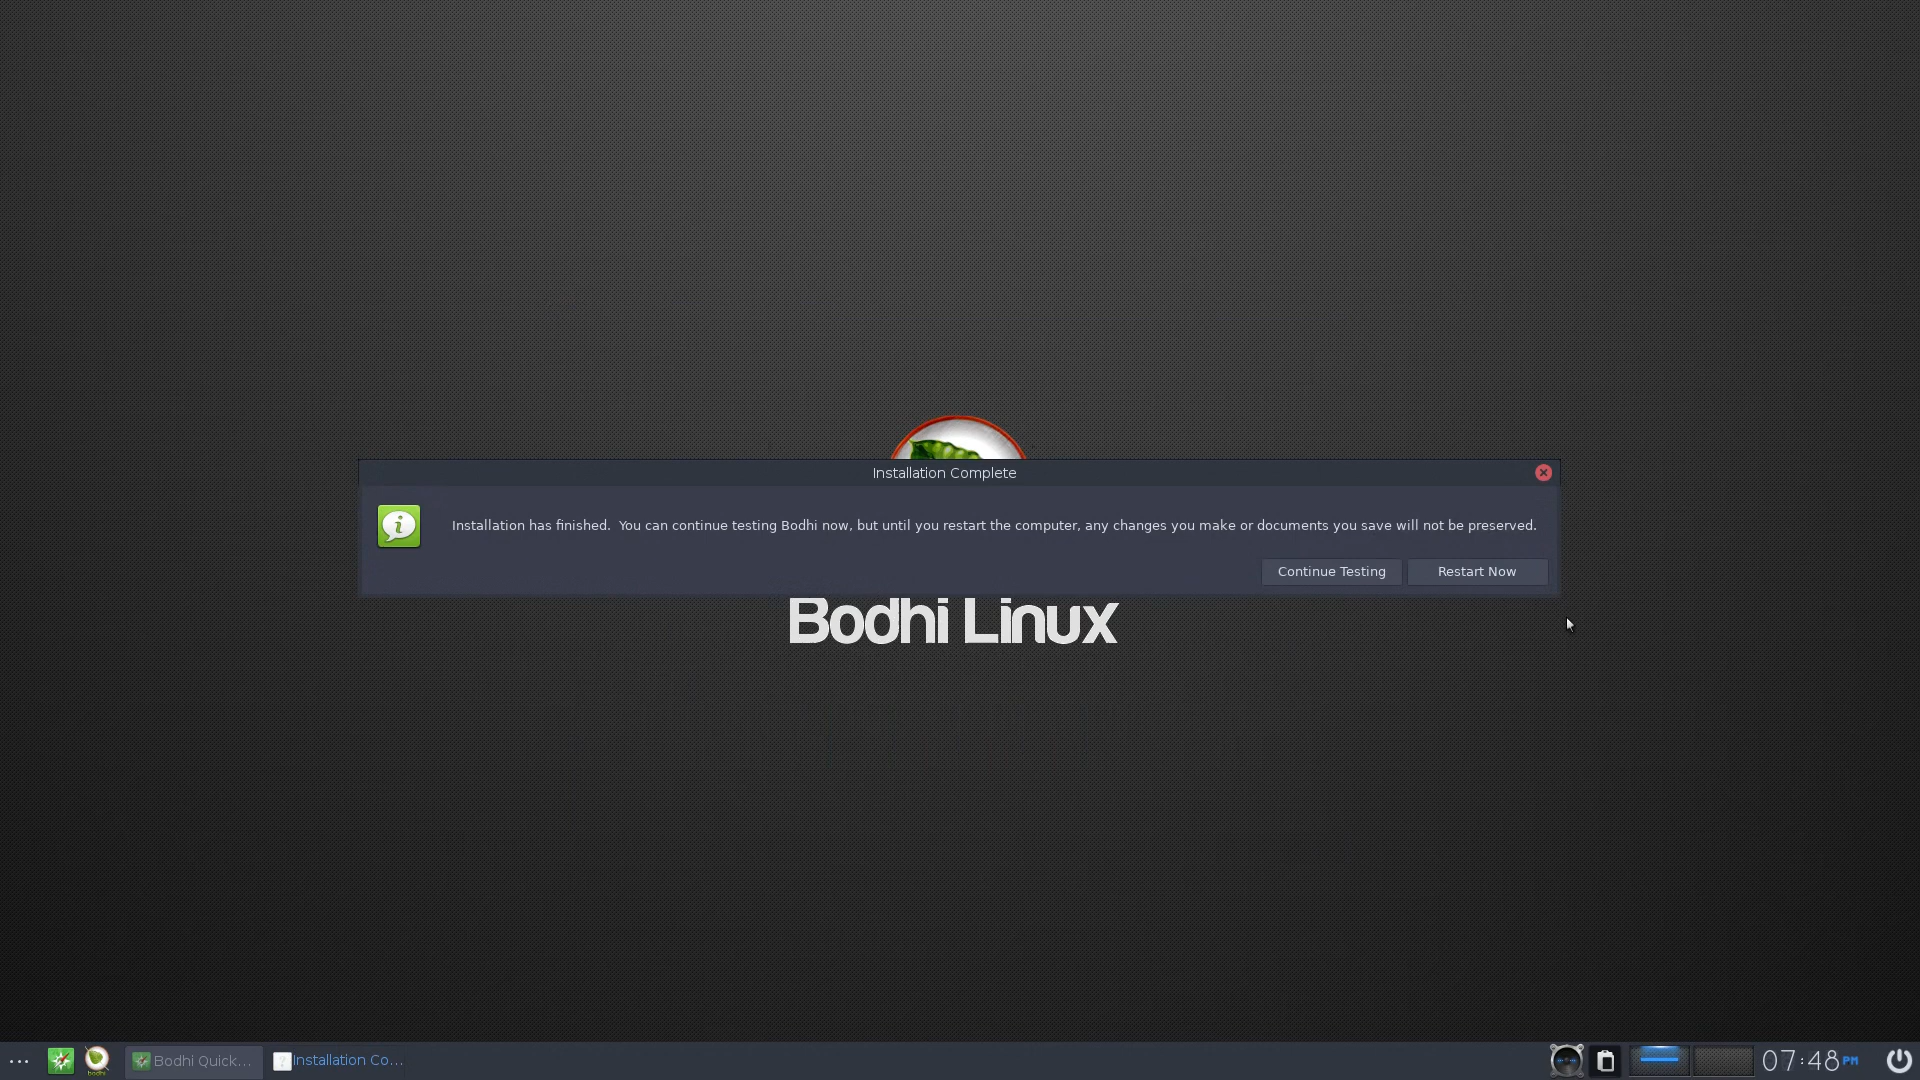 Installation Complete
Installation has finished.  You can continue testing Bodhi now, but until you restart the computer, any changes you make or documents you save will not be preserved.
Continue Testing
Restart Now
Bodhi Linux
bodhi
Bodhi Quick...
Installation Co...
07:48 PM